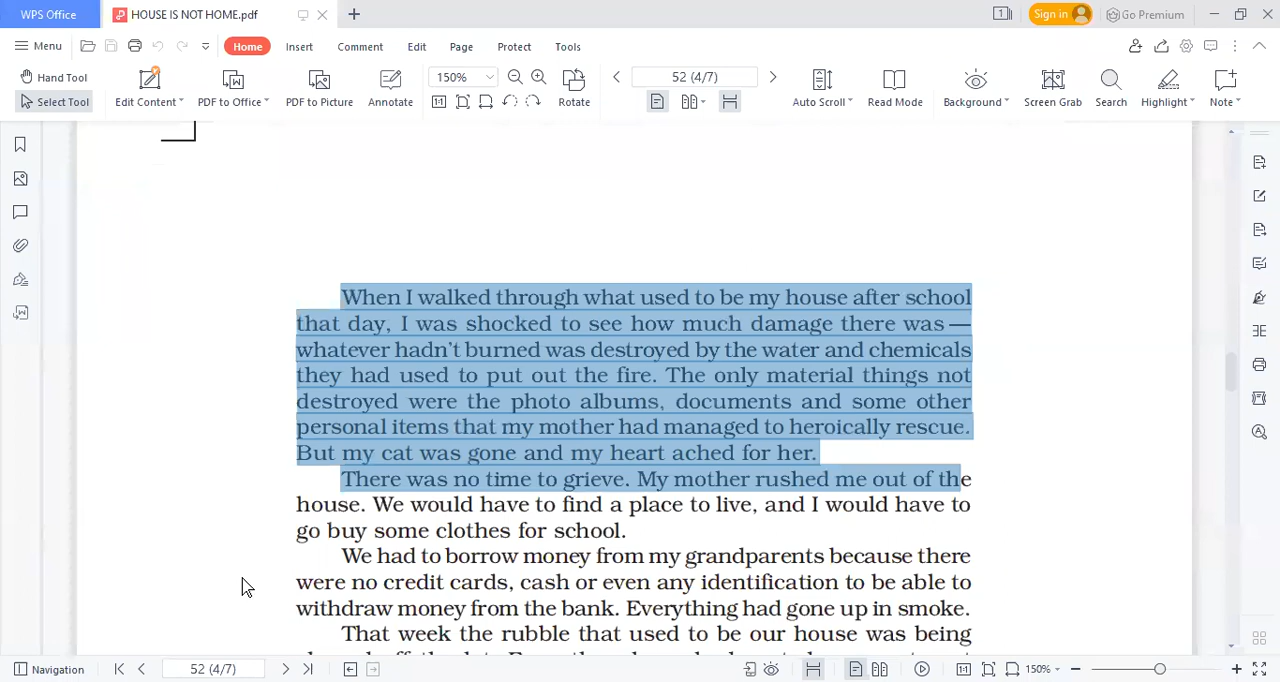 WPS Office
HOUSE IS NOT HOME.pdf
Sign in
Go Premium
Menu
Home
Insert
Comment
Edit
Page
Protect
Tools
Hand Tool
Select Tool
Edit Content
PDF to Office
PDF to Picture
Annotate
150%
Rotate
52 (4/7)
Auto Scroll
Read Mode
Background
Screen Grab
Search
Highlight
Note
When I walked through what used to be my house after school
that day, I was shocked to see how much damage there was —
whatever hadn't burned was destroyed by the water and chemicals
they had used to put out the fire. The only material things not
destroyed were the photo albums, documents and some other
personal items that my mother had managed to heroically rescue.
But my cat was gone and my heart ached for her.
There was no time to grieve. My mother rushed me out of the
house. We would have to find a place to live, and I would have to
go buy some clothes for school.
We had to borrow money from my grandparents because there
were no credit cards, cash or even any identification to be able to
withdraw money from the bank. Everything had gone up in smoke.
That week the rubble that used to be our house was being
Navigation
52 (4/7)
150%